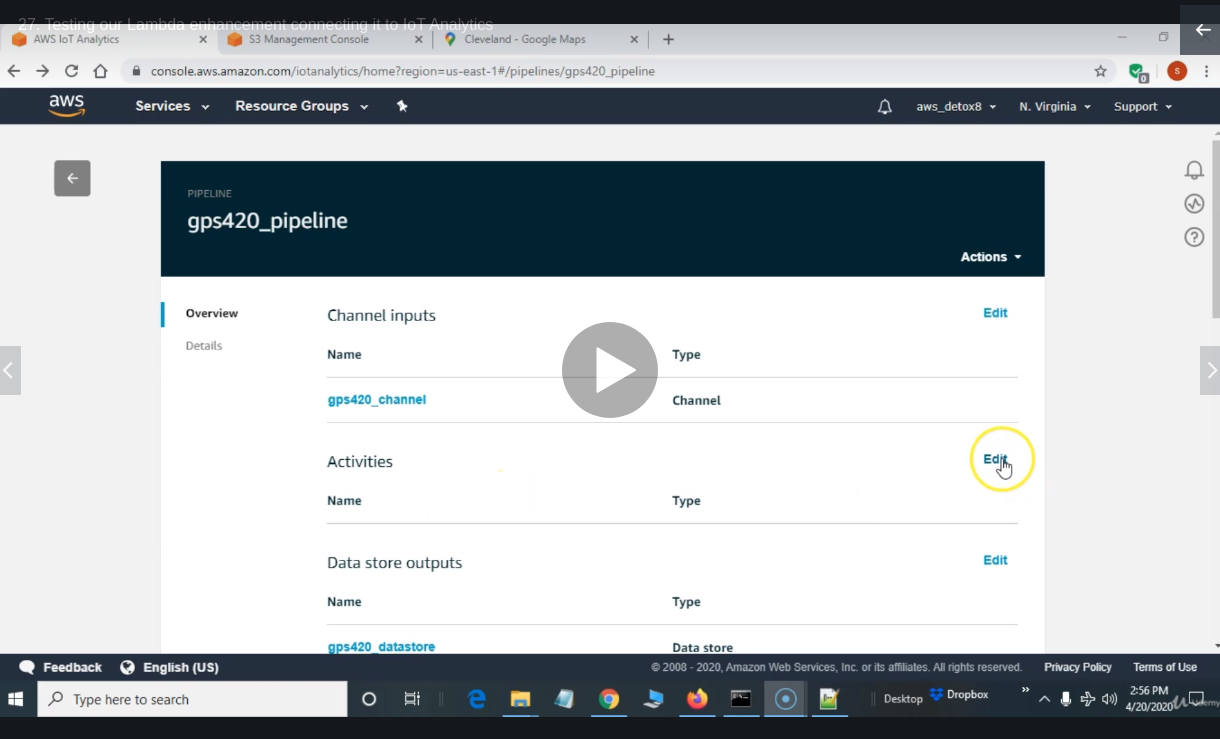 27. Testing our Lambda enhancement connecting it to IoT Analytics
AWS IoT Analytics
S3 Management Console
Cleveland - Google Maps
console.aws.amazon.com/iotanalytics/home?region=us-east-1#/pipelines/gps420_pipeline
S
0
aws
Services
Resource Groups
aws_detox8
N. Virginia
Support
PIPELINE
gps420_pipeline
Actions
Overview
Details
Channel inputs
Edit
Name
Type
gps420_channel
Channel
Activities
Edit
Name
Type
Data store outputs
Edit
Name
Type
gps420_datastore
Data store
Feedback
English (US)
© 2008 - 2020, Amazon Web Services, Inc. or its affiliates. All rights reserved.
Privacy Policy
Terms of Use
Type here to search
Desktop
Dropbox
2:56 PM
4/20/2020
Udemy